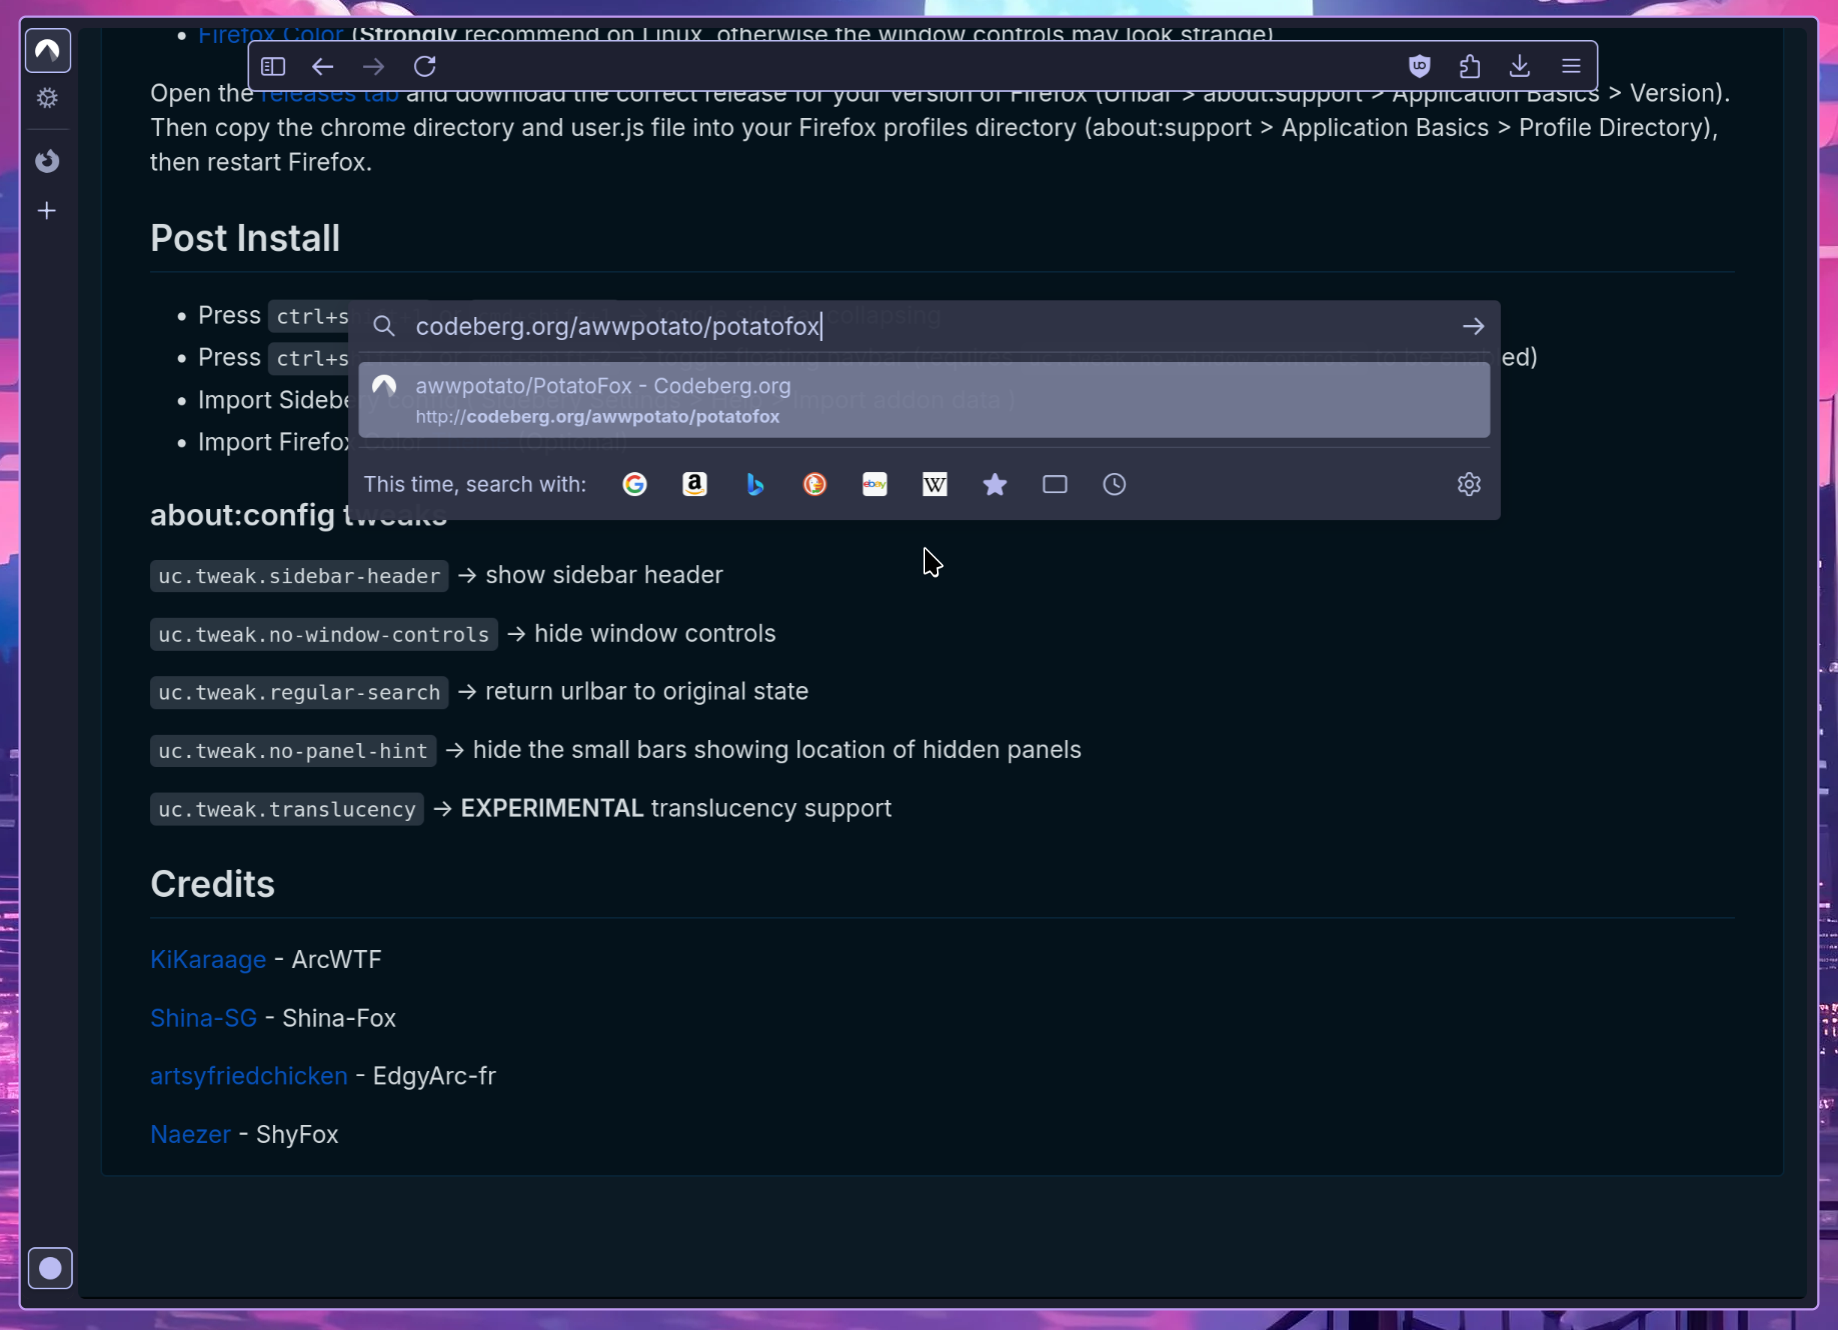 Firefox Color (Strongly recommend on Linux, otherwise the window controls may look strange)
Open the releases tab and download the correct release for your version of Firefox (Urlbar > about:support > Application Basics > Version).
Then copy the chrome directory and user.js file into your Firefox profiles directory (about:support > Application Basics > Profile Directory),
then restart Firefox.
Post Install
Press ctrl+s collapsing
codeberg.org/awwpotato/potatofox
Press ctrl+s to be enabled)
awwpotato/PotatoFox - Codeberg.org
Import Sidebery import addon data )
http://codeberg.org/awwpotato/potatofox
Import Firefox Color (Optional)
This time, search with:
a
ebay
W
about:config tweaks
uc.tweak.sidebar-header → show sidebar header
uc.tweak.no-window-controls → hide window controls
uc.tweak.regular-search → return urlbar to original state
uc.tweak.no-panel-hint → hide the small bars showing location of hidden panels
uc.tweak.translucency → EXPERIMENTAL translucency support
Credits
KiKaraage - ArcWTF
Shina-SG - Shina-Fox
artsyfriedchicken - EdgyArc-fr
Naezer - ShyFox